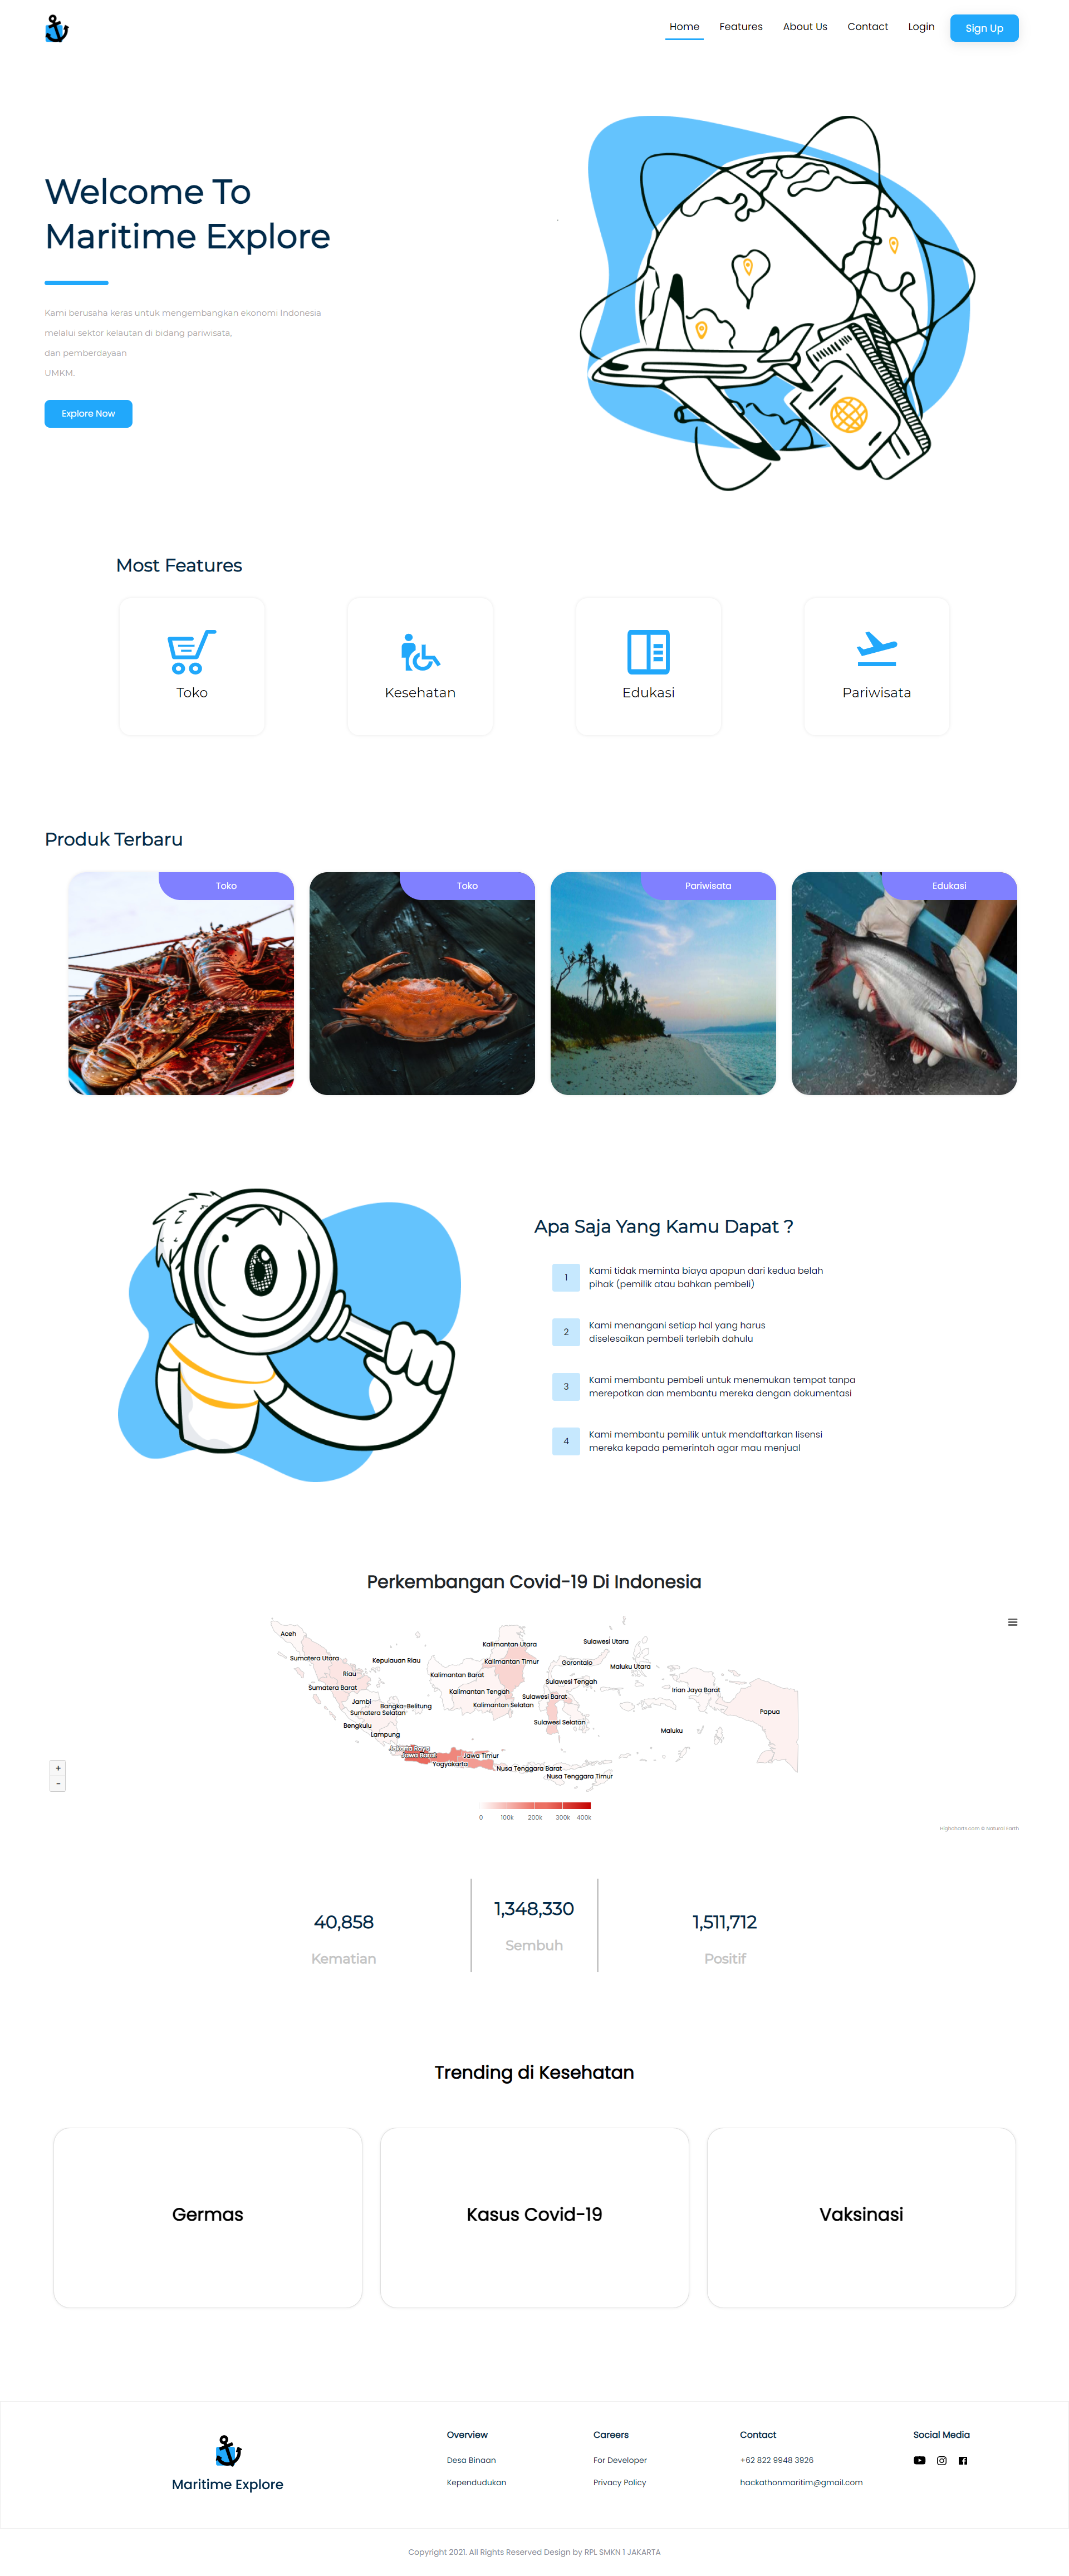 Home Features About Us Contact Login Sign Up
Welcome To
Maritime Explore
Kami berusaha keras untuk mengembangkan ekonomi Indonesia
melalui sektor kelautan di bidang pariwisata,
dan pemberdayaan
UMKM.
Explore Now
Most Features
Toko
Kesehatan
Edukasi
Pariwisata
Produk Terbaru
Toko
Toko
Pariwisata
Edukasi
Apa Saja Yang Kamu Dapat ?
1
Kami tidak meminta biaya apapun dari kedua belah
pihak (pemilik atau bahkan pembeli)
2
Kami menangani setiap hal yang harus
diselesaikan pembeli terlebih dahulu
3
Kami membantu pembeli untuk menemukan tempat tanpa
merepotkan dan membantu mereka dengan dokumentasi
4
Kami membantu pemilik untuk mendaftarkan lisensi
mereka kepada pemerintah agar mau menjual
Perkembangan Covid-19 Di Indonesia
Aceh
Sumatera Utara
Riau
Sumatera Barat
Kepulauan Riau
Jambi
Bangka-Belitung
Sumatera Selatan
Bengkulu
Lampung
Jakarta Raya
Jawa Barat
Yogyakarta
Jawa Timur
Kalimantan Utara
Kalimantan Timur
Kalimantan Barat
Kalimantan Tengah
Kalimantan Selatan
Sulawesi Utara
Gorontalo
Maluku Utara
Sulawesi Tengah
Sulawesi Barat
Sulawesi Selatan
Irian Jaya Barat
Papua
Maluku
Nusa Tenggara Barat
Nusa Tenggara Timur
+
-
0 100k 200k 300k 400k
Highcharts.com © Natural Earth
40,858
Kematian
1,348,330
Sembuh
1,511,712
Positif
Trending di Kesehatan
Germas
Kasus Covid-19
Vaksinasi
Maritime Explore
Overview
Desa Binaan
Kependudukan
Careers
For Developer
Privacy Policy
Contact
+62 822 9948 3926
hackathonmaritim@gmail.com
Social Media
Copyright 2021. All Rights Reserved Design by RPL SMKN 1 JAKARTA